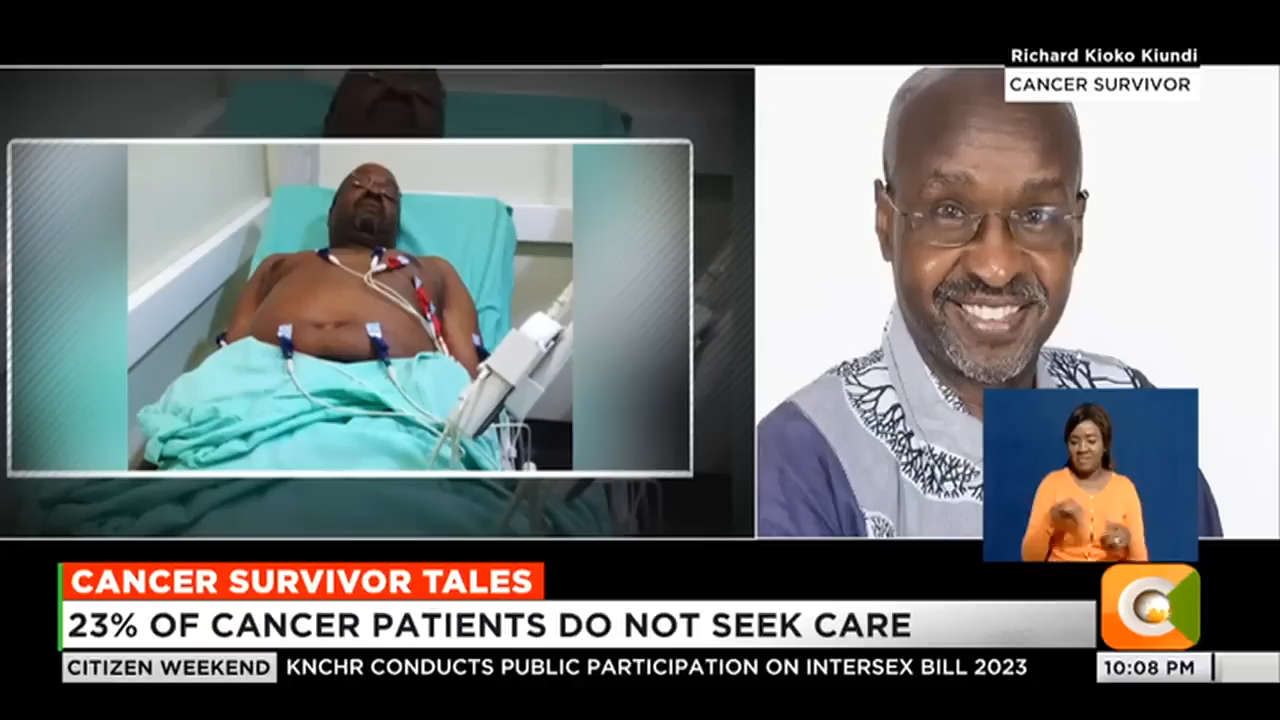 Richard Kioko Kiundi
CANCER SURVIVOR
CANCER SURVIVOR TALES
23% OF CANCER PATIENTS DO NOT SEEK CARE
CITIZEN WEEKEND KNCHR CONDUCTS PUBLIC PARTICIPATION ON INTERSEX BILL 2023
10:08 PM